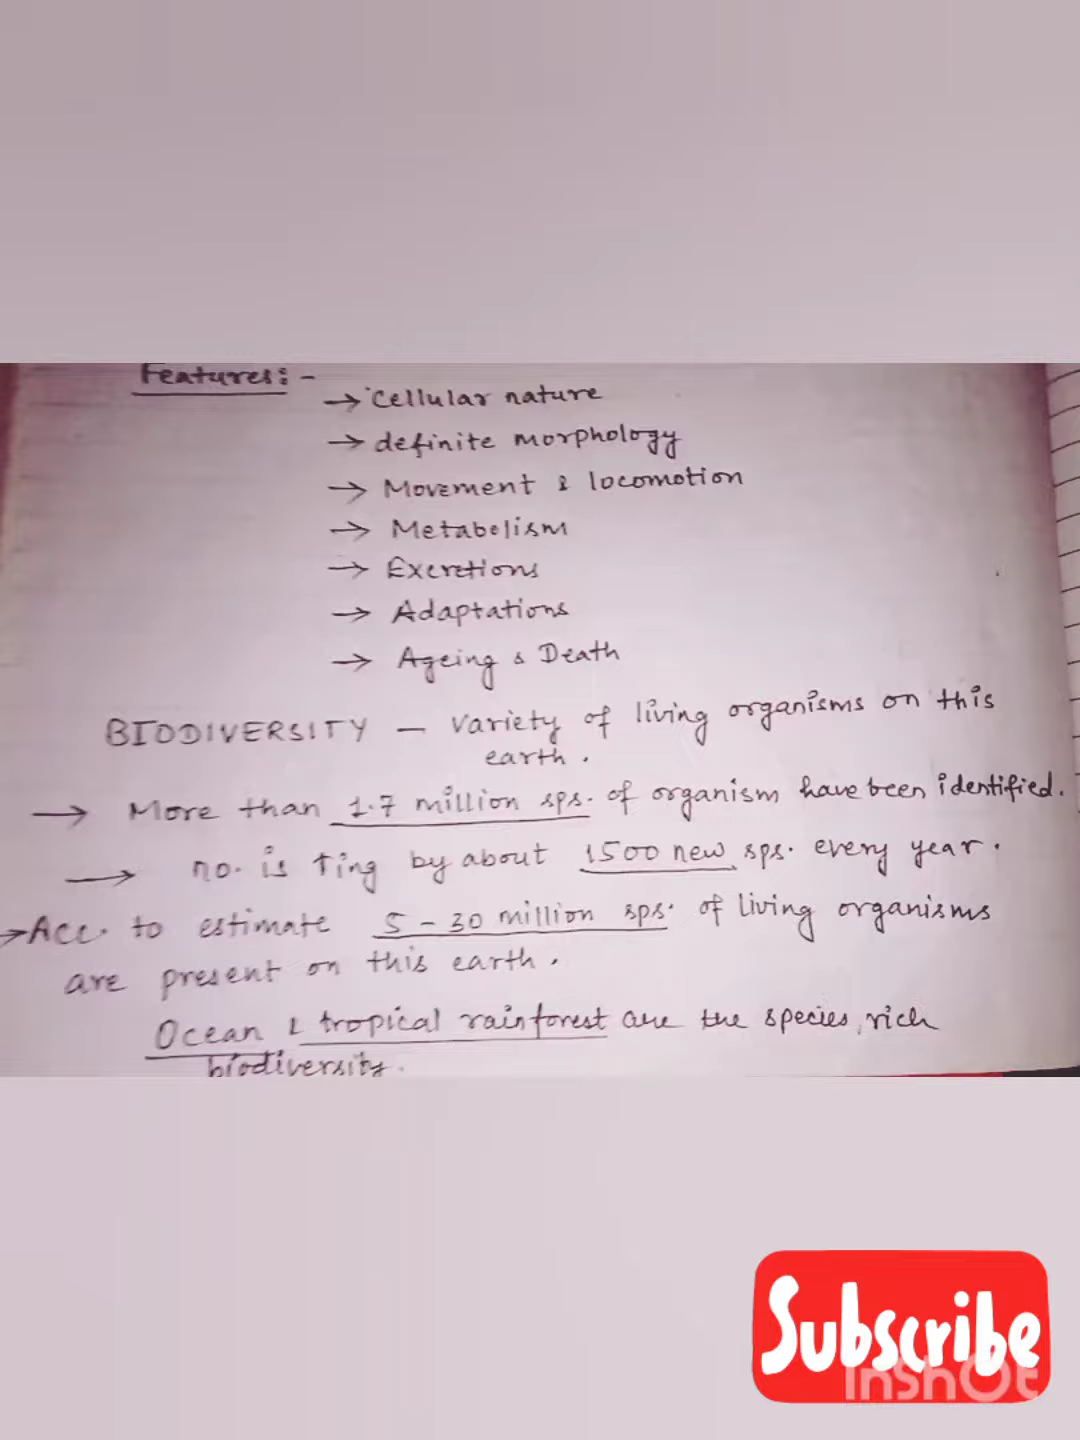 Features:-
→ Cellular nature
→ definite morphology
→ Movement & locomotion
→ Metabolism
→ Excretions
→ Adaptations
→ Ageing & Death
BIODIVERSITY – Variety of living organisms on this
earth.
→ More than 1.7 million sps. of organism have been identified.
→ no. is ↑ing by about 1500 new sps. every year.
→ Acc. to estimate 5-30 million sps. of living organisms
are present on this earth.
Ocean & tropical rainforest are the species, rich
biodiversity.
Subscribe
InShOt